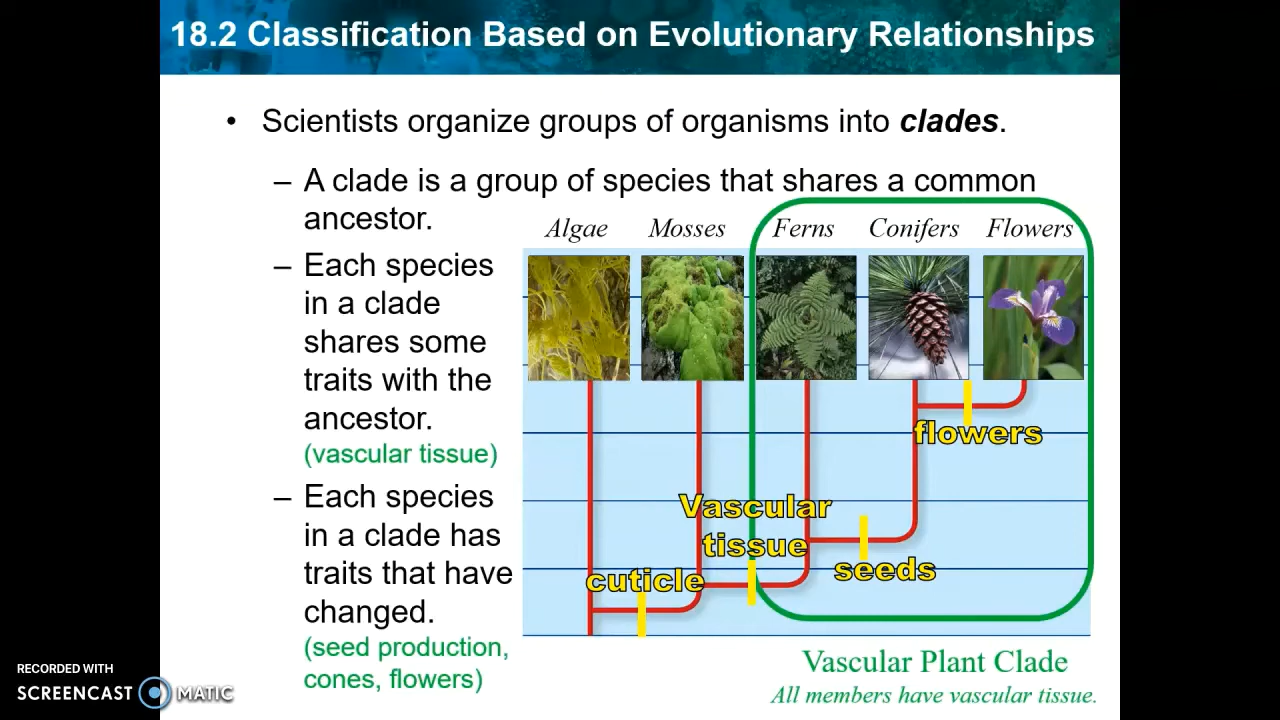 18.2 Classification Based on Evolutionary Relationships
• Scientists organize groups of organisms into clades.
– A clade is a group of species that shares a common
ancestor.
– Each species
in a clade
shares some
traits with the
ancestor.
(vascular tissue)
– Each species
in a clade has
traits that have
changed.
(seed production,
cones, flowers)
Algae Mosses Ferns Conifers Flowers
flowers
Vascular
tissue
seeds
cuticle
Vascular Plant Clade
All members have vascular tissue.
RECORDED WITH
SCREENCAST MATIC